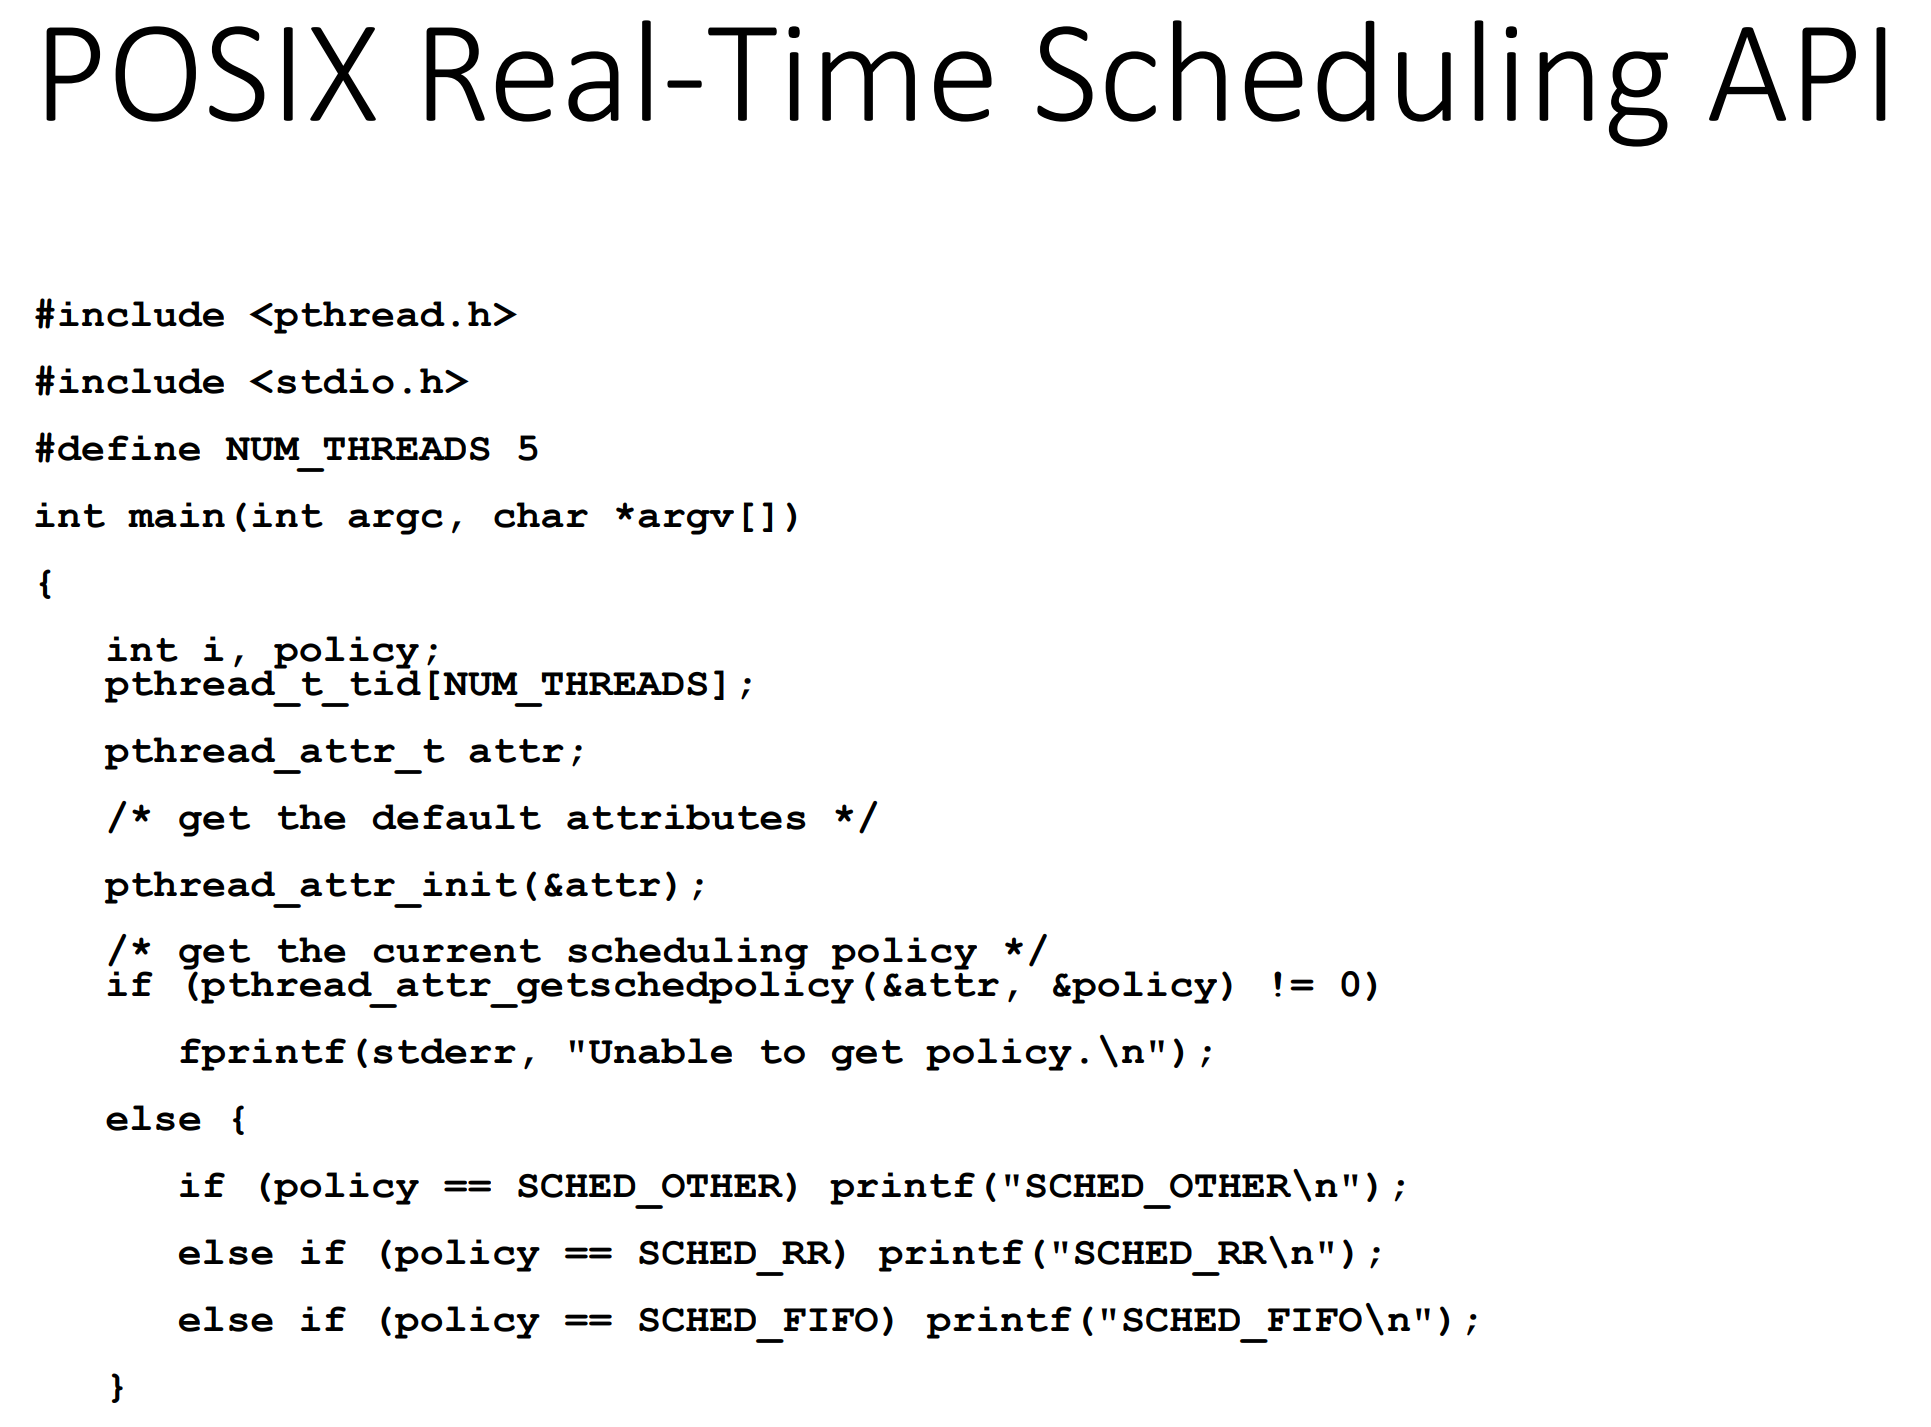 POSIX Real-Time Scheduling API
#include <pthread.h>
#include <stdio.h>
#define NUM_THREADS 5
int main(int argc, char *argv[])
{
int i, policy;
pthread_t_tid[NUM_THREADS];
pthread_attr_t attr;
/* get the default attributes */
pthread_attr_init(&attr);
/* get the current scheduling policy */
if (pthread_attr_getschedpolicy(&attr, &policy) != 0)
fprintf(stderr, "Unable to get policy.\n");
else {
if (policy == SCHED_OTHER) printf("SCHED_OTHER\n");
else if (policy == SCHED_RR) printf("SCHED_RR\n");
else if (policy == SCHED_FIFO) printf("SCHED_FIFO\n");
}